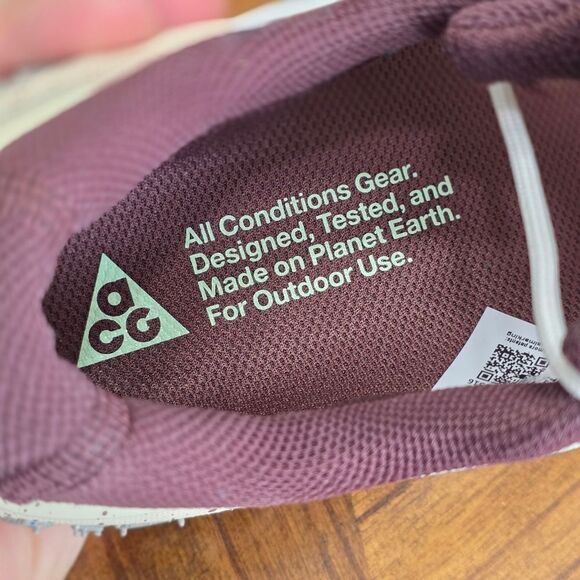 All Conditions Gear.
Designed, Tested, and
Made on Planet Earth.
For Outdoor Use.
acg